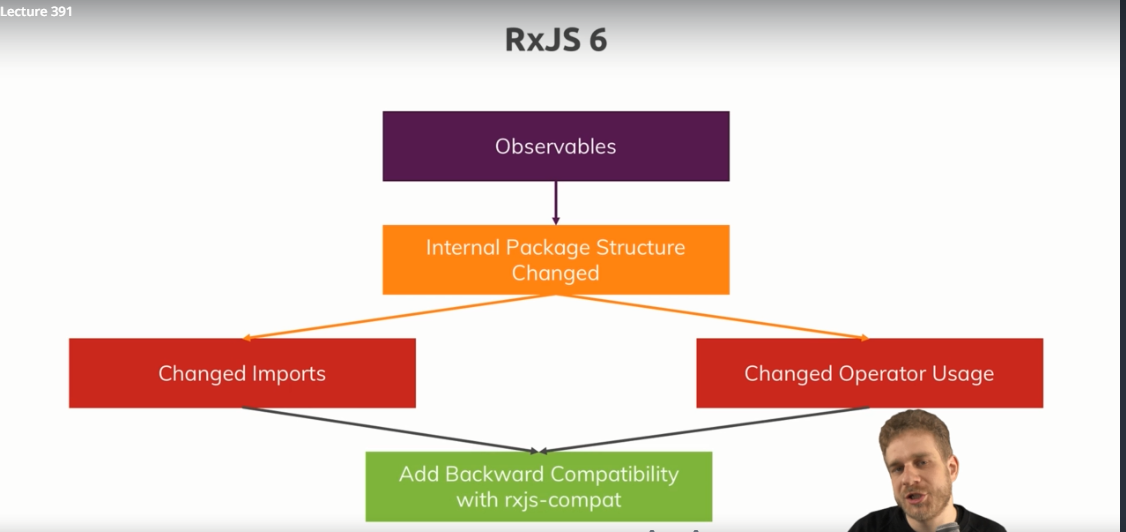 Lecture 391
RxJS 6
Observables
Internal Package Structure
Changed
Changed Imports
Changed Operator Usage
Add Backward Compatibility
with rxjs-compat